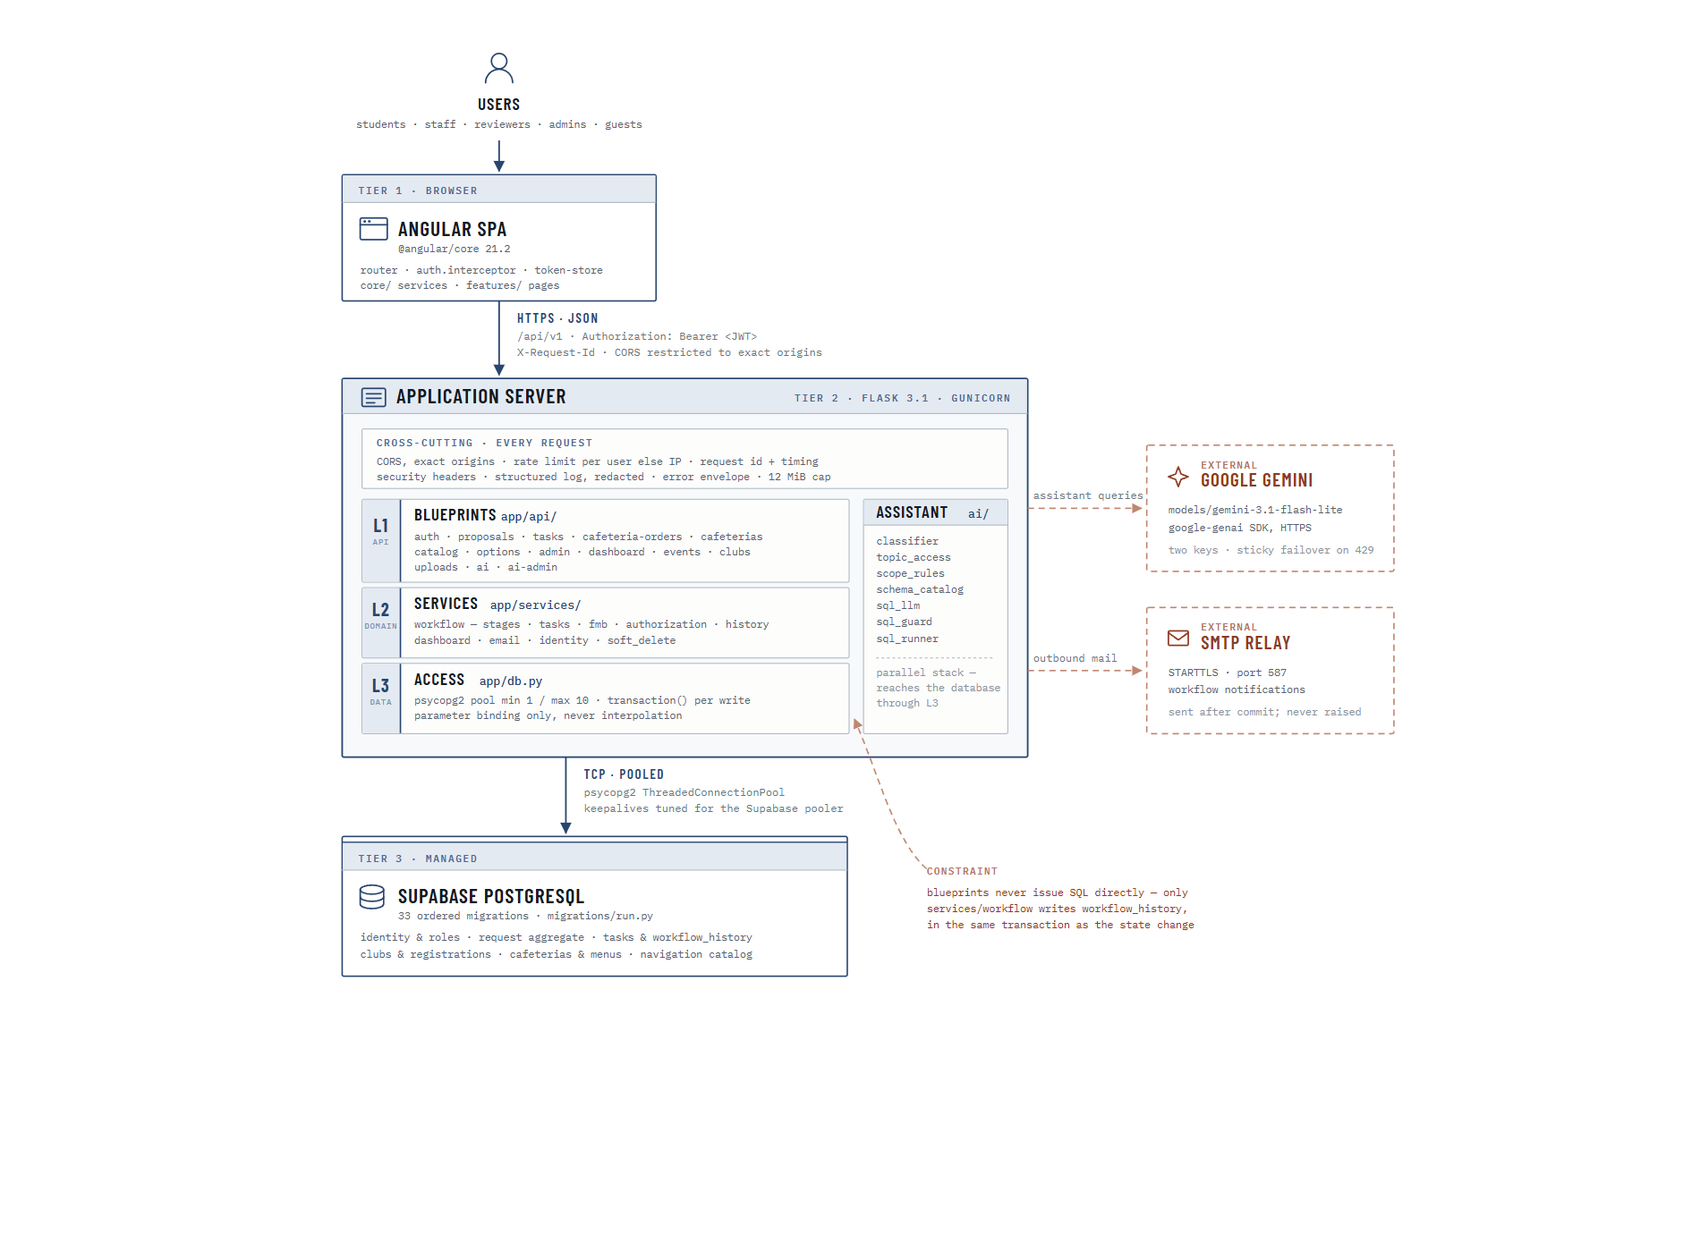 USERS
students · staff · reviewers · admins · guests
TIER 1 · BROWSER
ANGULAR SPA
@angular/core 21.2
router · auth.interceptor · token-store
core/ services · features/ pages
HTTPS · JSON
/api/v1 · Authorization: Bearer <JWT>
X-Request-Id · CORS restricted to exact origins
APPLICATION SERVER
TIER 2 · FLASK 3.1 · GUNICORN
CROSS-CUTTING · EVERY REQUEST
CORS, exact origins · rate limit per user else IP · request id + timing
security headers · structured log, redacted · error envelope · 12 MiB cap
L1
API
BLUEPRINTS app/api/
auth · proposals · tasks · cafeteria-orders · cafeterias
catalog · options · admin · dashboard · events · clubs
uploads · ai · ai-admin
L2
DOMAIN
SERVICES app/services/
workflow — stages · tasks · fmb · authorization · history
dashboard · email · identity · soft_delete
L3
DATA
ACCESS app/db.py
psycopg2 pool min 1 / max 10 · transaction() per write
parameter binding only, never interpolation
ASSISTANT ai/
classifier
topic_access
scope_rules
schema_catalog
sql_llm
sql_guard
sql_runner
parallel stack —
reaches the database
through L3
assistant queries
EXTERNAL
GOOGLE GEMINI
models/gemini-3.1-flash-lite
google-genai SDK, HTTPS
two keys · sticky failover on 429
outbound mail
EXTERNAL
SMTP RELAY
STARTTLS · port 587
workflow notifications
sent after commit; never raised
TCP · POOLED
psycopg2 ThreadedConnectionPool
keepalives tuned for the Supabase pooler
TIER 3 · MANAGED
SUPABASE POSTGRESQL
33 ordered migrations · migrations/run.py
identity & roles · request aggregate · tasks & workflow_history
clubs & registrations · cafeterias & menus · navigation catalog
CONSTRAINT
blueprints never issue SQL directly — only
services/workflow writes workflow_history,
in the same transaction as the state change